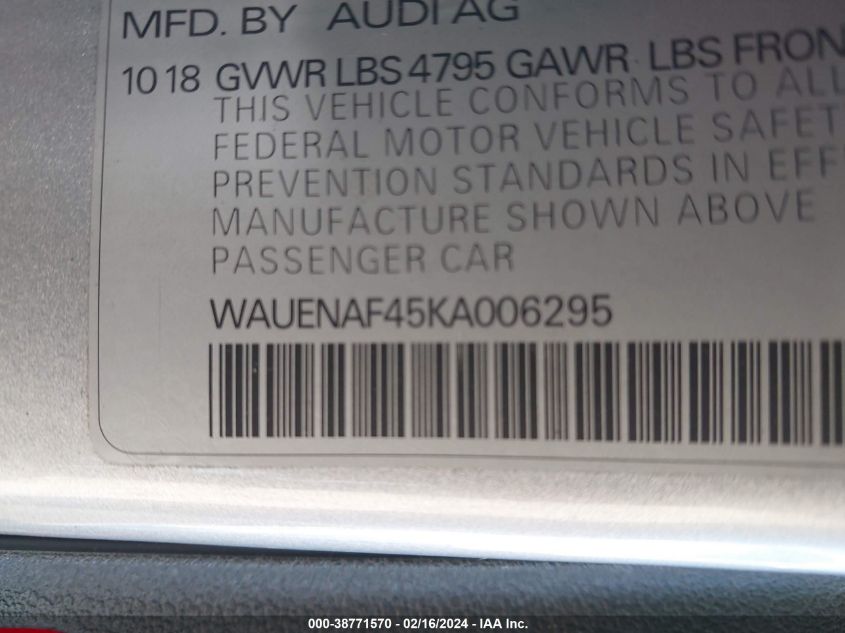 MFD. BY AUDI AG
10 18 GVWR LBS 4795 GAWR LBS FRON
THIS VEHICLE CONFORMS TO ALL
FEDERAL MOTOR VEHICLE SAFET
PREVENTION STANDARDS IN EFF
MANUFACTURE SHOWN ABOVE
PASSENGER CAR
WAUENAF45KA006295
000-38771570 - 02/16/2024 - IAA Inc.